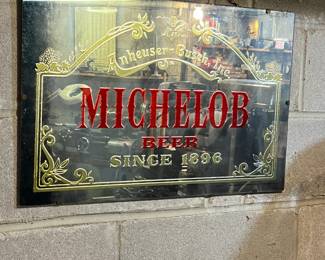 Anheuser-Busch, Inc.
MICHELOB
BEER
SINCE 1896